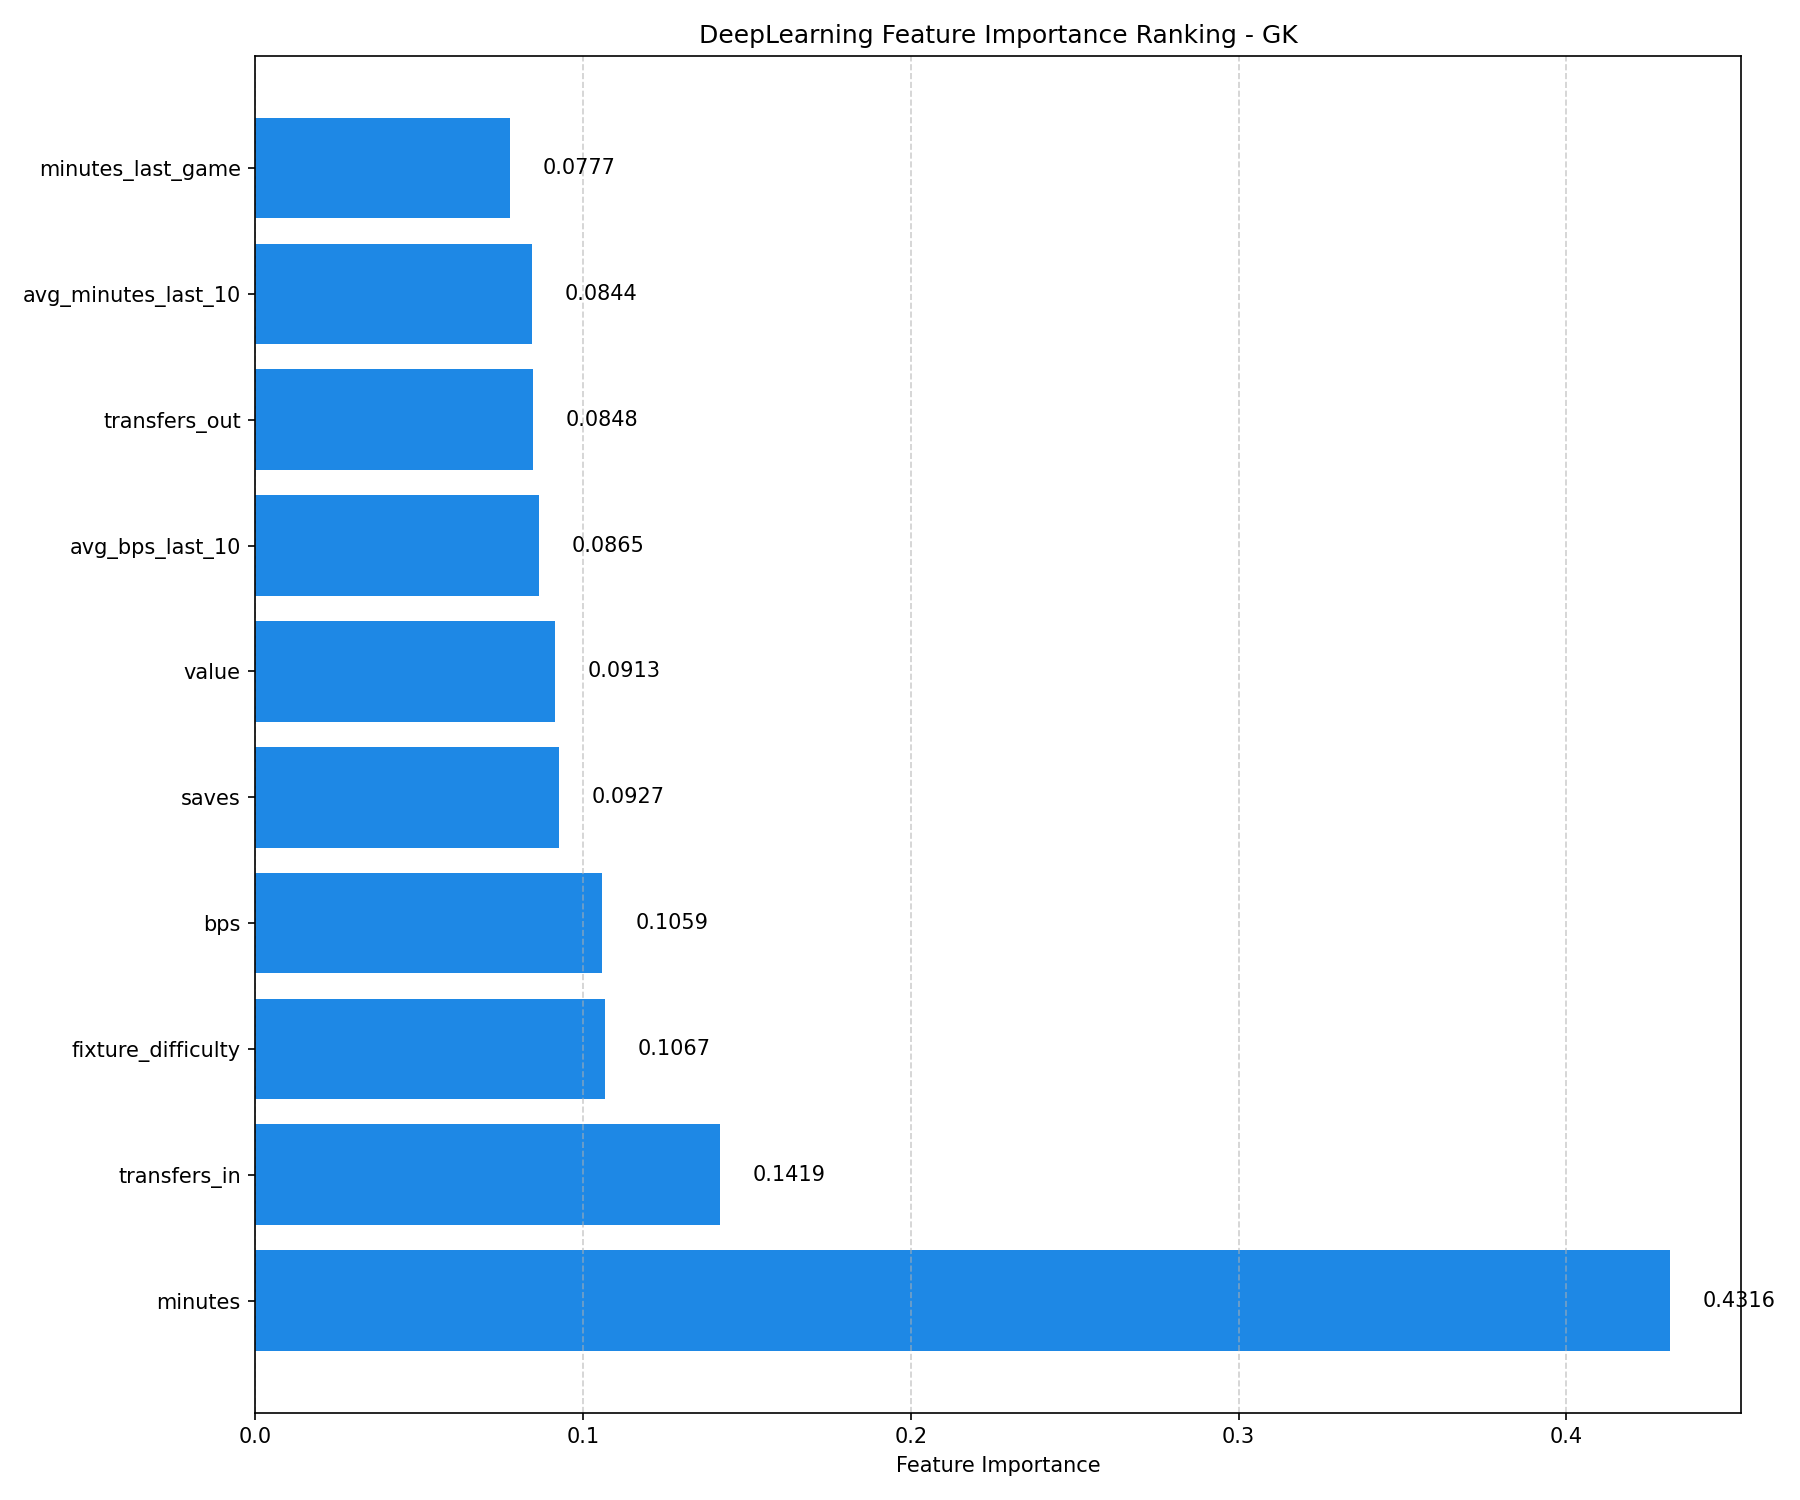 DeepLearning Feature Importance Ranking - GK
minutes_last_game 0.0777
avg_minutes_last_10 0.0844
transfers_out 0.0848
avg_bps_last_10 0.0865
value 0.0913
saves 0.0927
bps 0.1059
fixture_difficulty 0.1067
transfers_in 0.1419
minutes 0.4316
0.0 0.1 0.2 0.3 0.4
Feature Importance